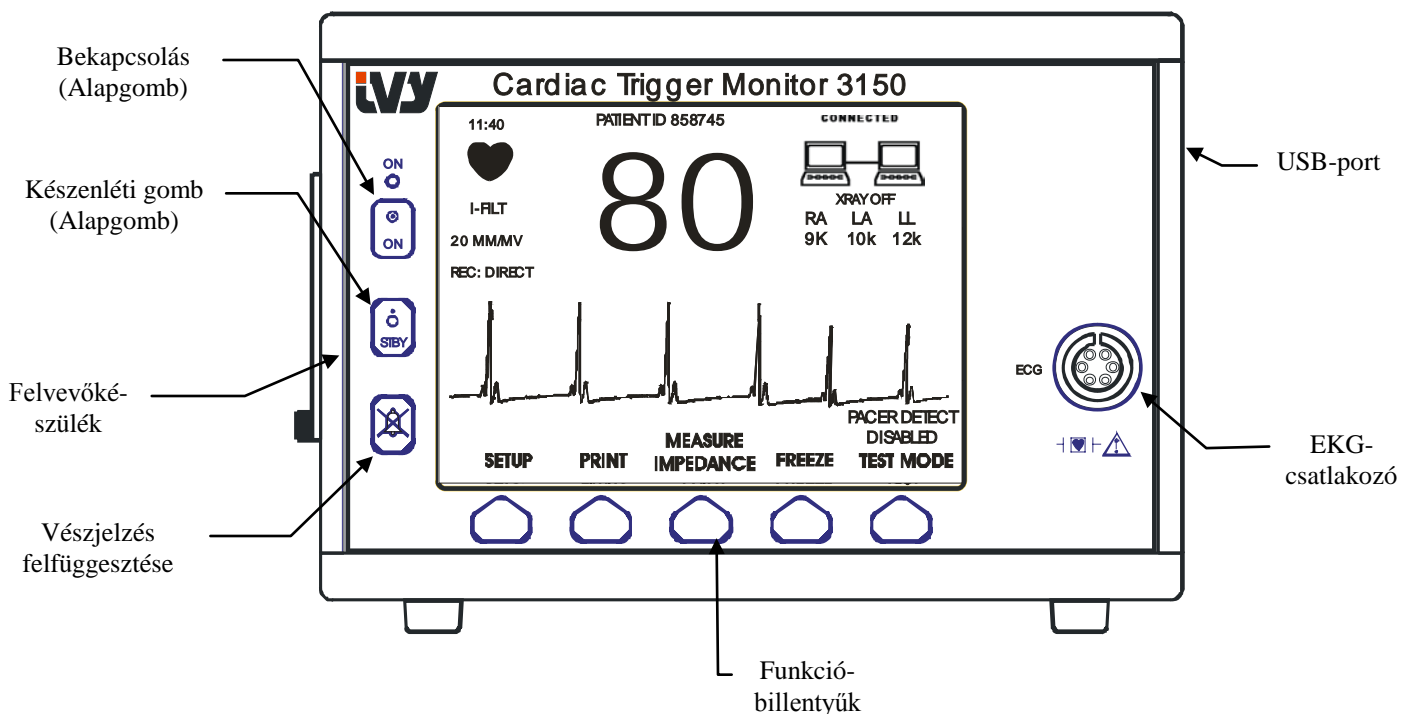 Bekapcsolás
(Alapgomb)
Készenléti gomb
(Alapgomb)
Felvevőké-
szülék
Vészjelzés
felfüggesztése
ivy
Cardiac Trigger Monitor 3150
11:40
PATIENT ID 858745
CONNECTED
80
I-FILT
XRAY OFF
RA LA LL
9K 10k 12k
20 MM/MV
REC: DIRECT
ON
ON
STBY
PACER DETECT
DISABLED
SETUP
PRINT
MEASURE
IMPEDANCE
FREEZE
TEST MODE
ECG
USB-port
EKG-
csatlakozó
Funkció-
billentyűk